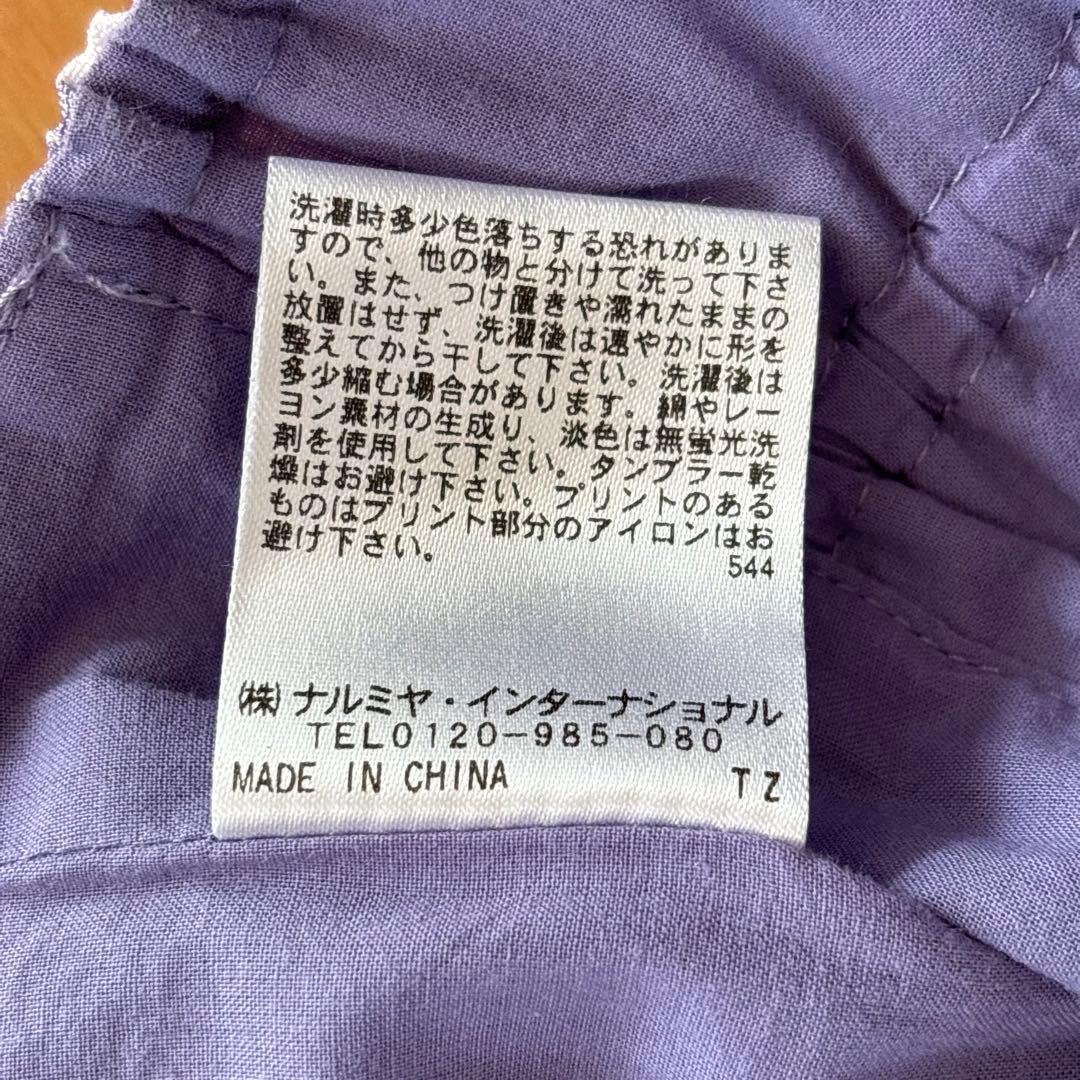 洗濯時多少色落ちする恐れがありま
すので、他の物と分けて洗って下さ
い。また、つけ置きや濡れたままの
放置はせず、洗濯後は速やかに形を
整えてから干して下さい。洗濯後は
多少縮む場合があります。綿やレー
ヨン素材の生成り、淡色は無蛍光洗
剤を使用して下さい。タンブラー乾
燥はお避け下さい。プリントのある
ものはプリント部分のアイロンはお
避け下さい。
544
㈱ナルミヤ・インターナショナル
TEL0120-985-080
MADE IN CHINA TZ